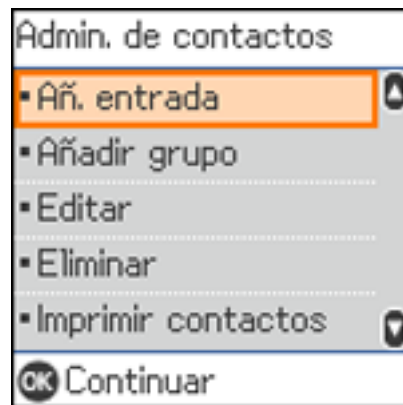 Admin. de contactos
Añ. entrada
Añadir grupo
Editar
Eliminar
Imprimir contactos
OK Continuar